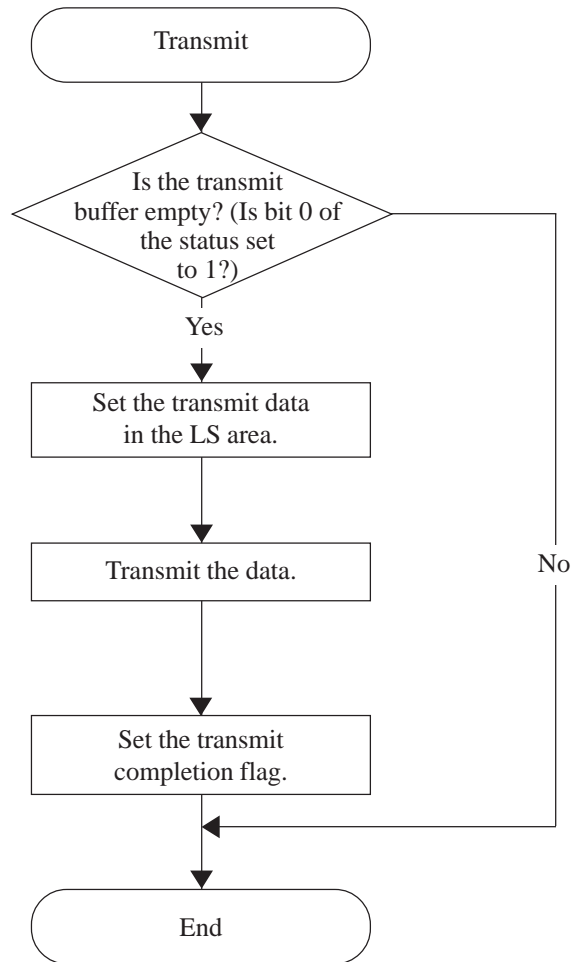 Transmit
Is the transmit
buffer empty? (Is bit 0 of
the status set
to 1?)
Yes
Set the transmit data
in the LS area.
Transmit the data.
No
Set the transmit
completion flag.
End